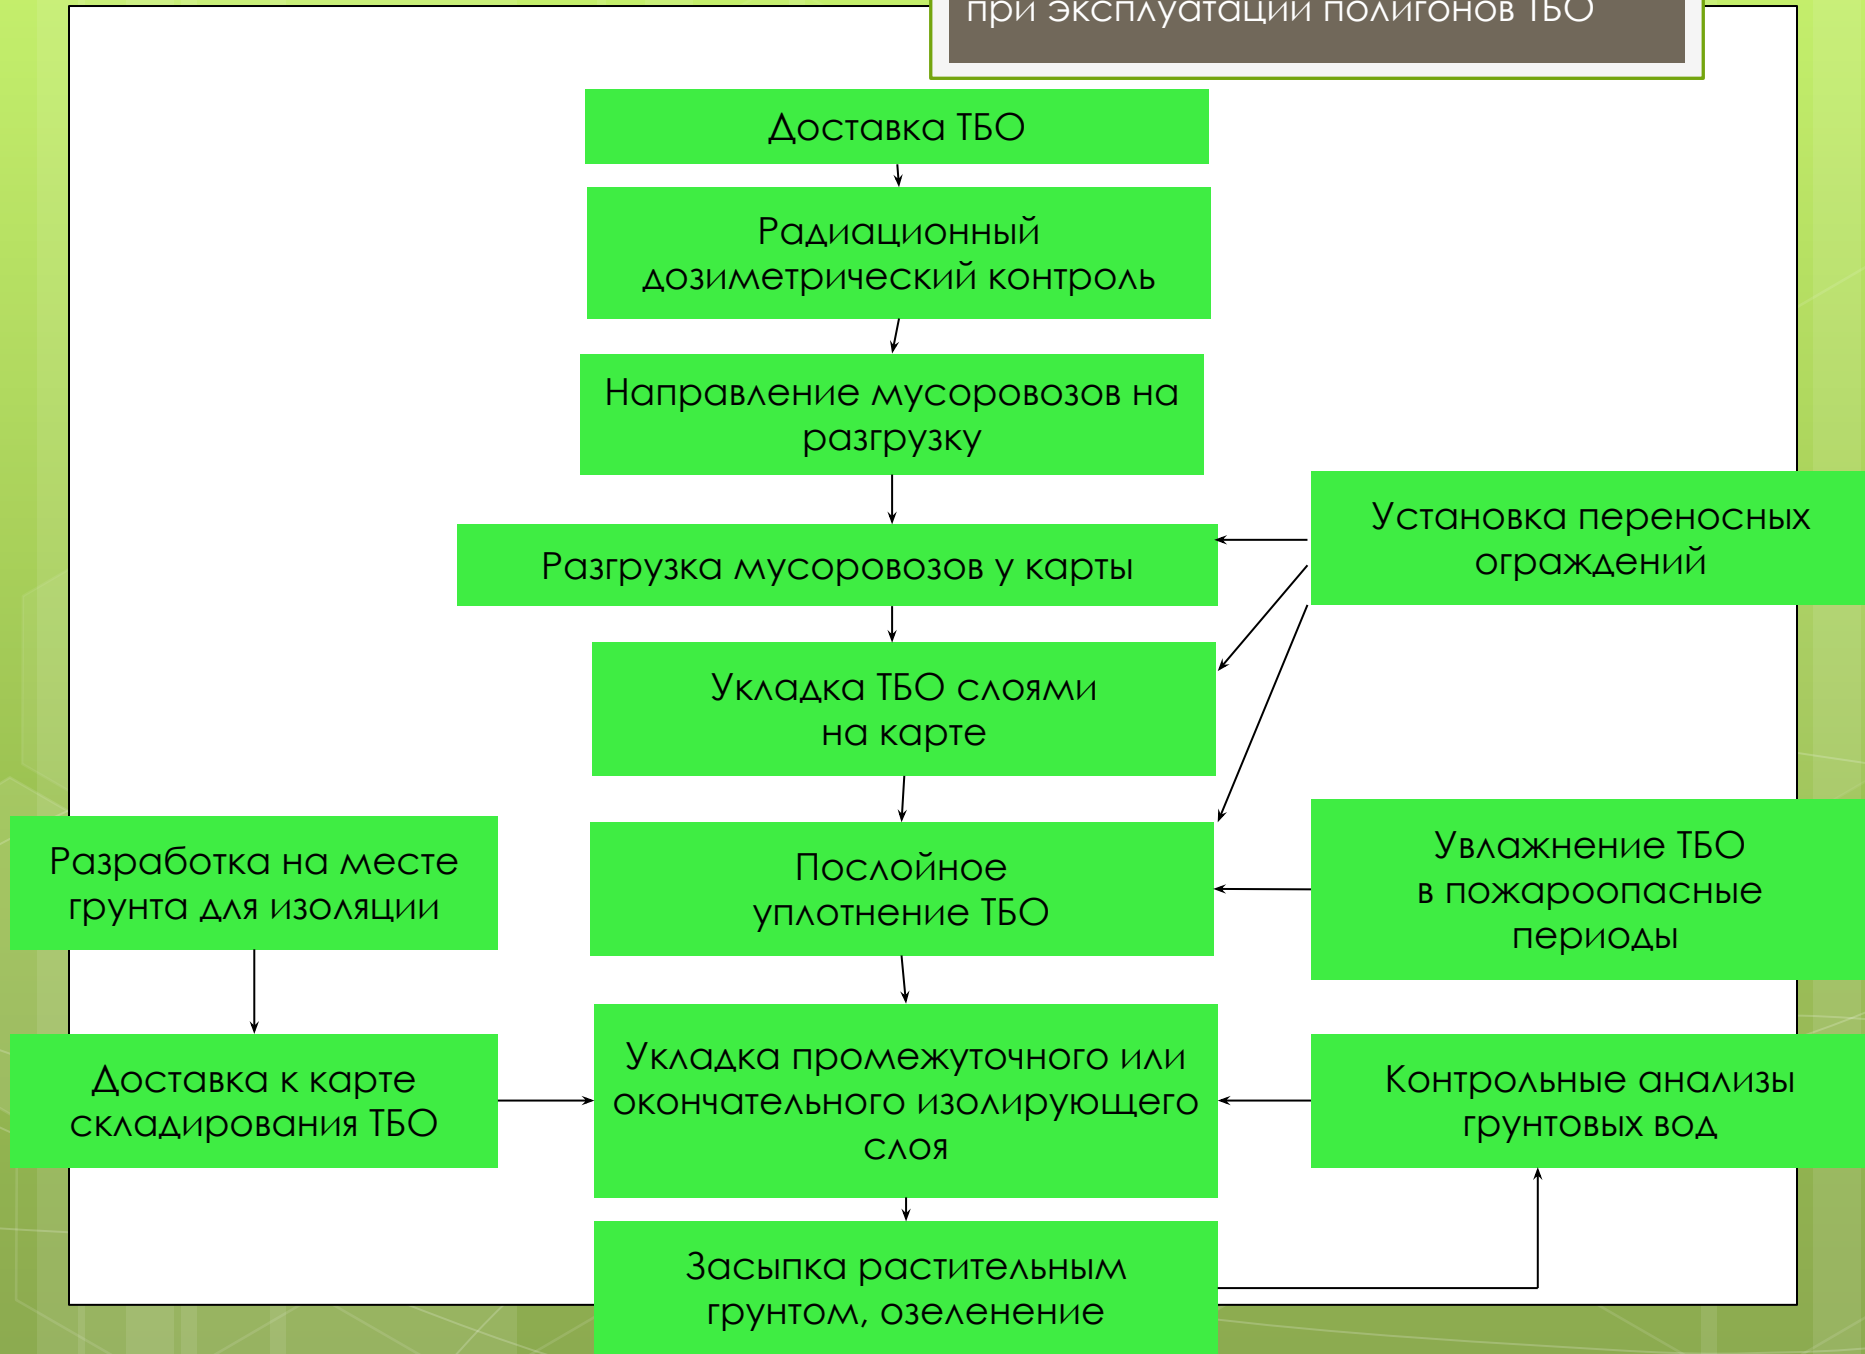 при эксплуатации полигонов ТБО
Доставка ТБО
Радиационный
дозиметрический контроль
Направление мусоровозов на
разгрузку
Установка переносных
ограждений
Разгрузка мусоровозов у карты
Укладка ТБО слоями
на карте
Разработка на месте
грунта для изоляции
Послойное
уплотнение ТБО
Увлажнение ТБО
в пожароопасные
периоды
Доставка к карте
складирования ТБО
Укладка промежуточного или
окончательного изолирующего
слоя
Контрольные анализы
грунтовых вод
Засыпка растительным
грунтом, озеленение